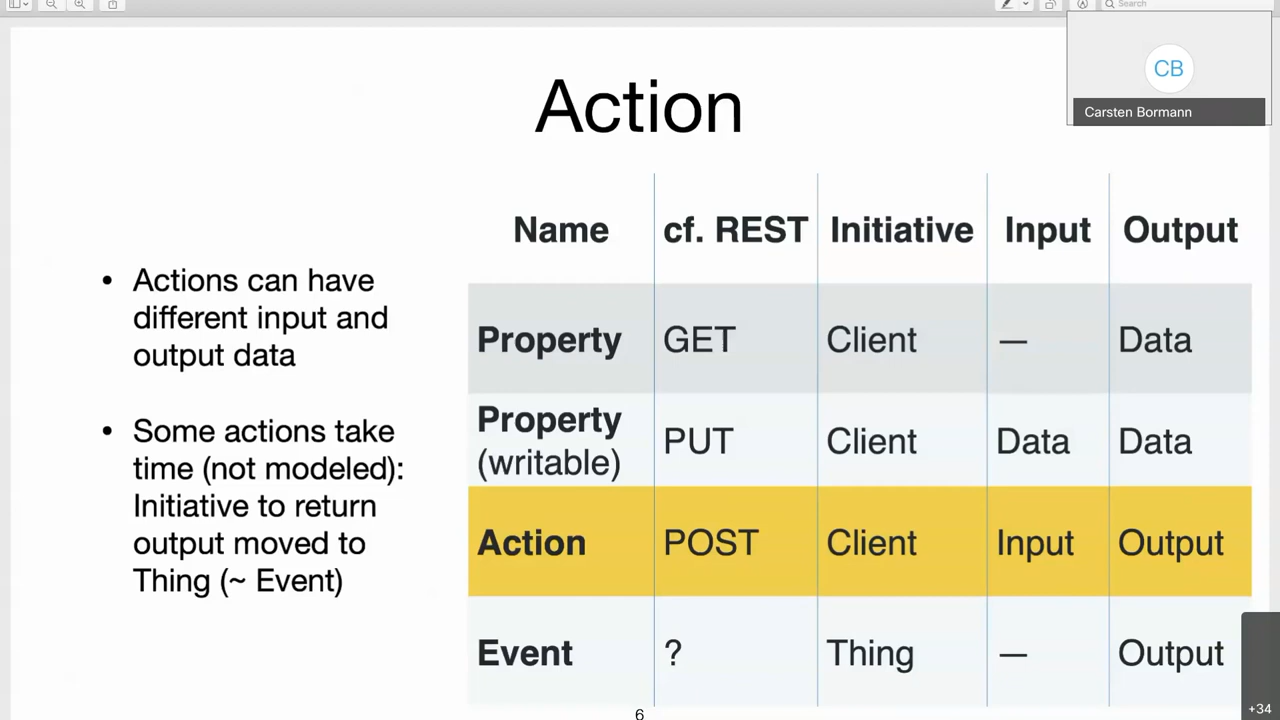 Search
CB
Carsten Bormann
Action
• Actions can have
different input and
output data
• Some actions take
time (not modeled):
Initiative to return
output moved to
Thing (~ Event)
Name cf. REST Initiative Input Output
Property GET Client — Data
Property
(writable) PUT Client Data Data
Action POST Client Input Output
Event ? Thing — Output
6
+34